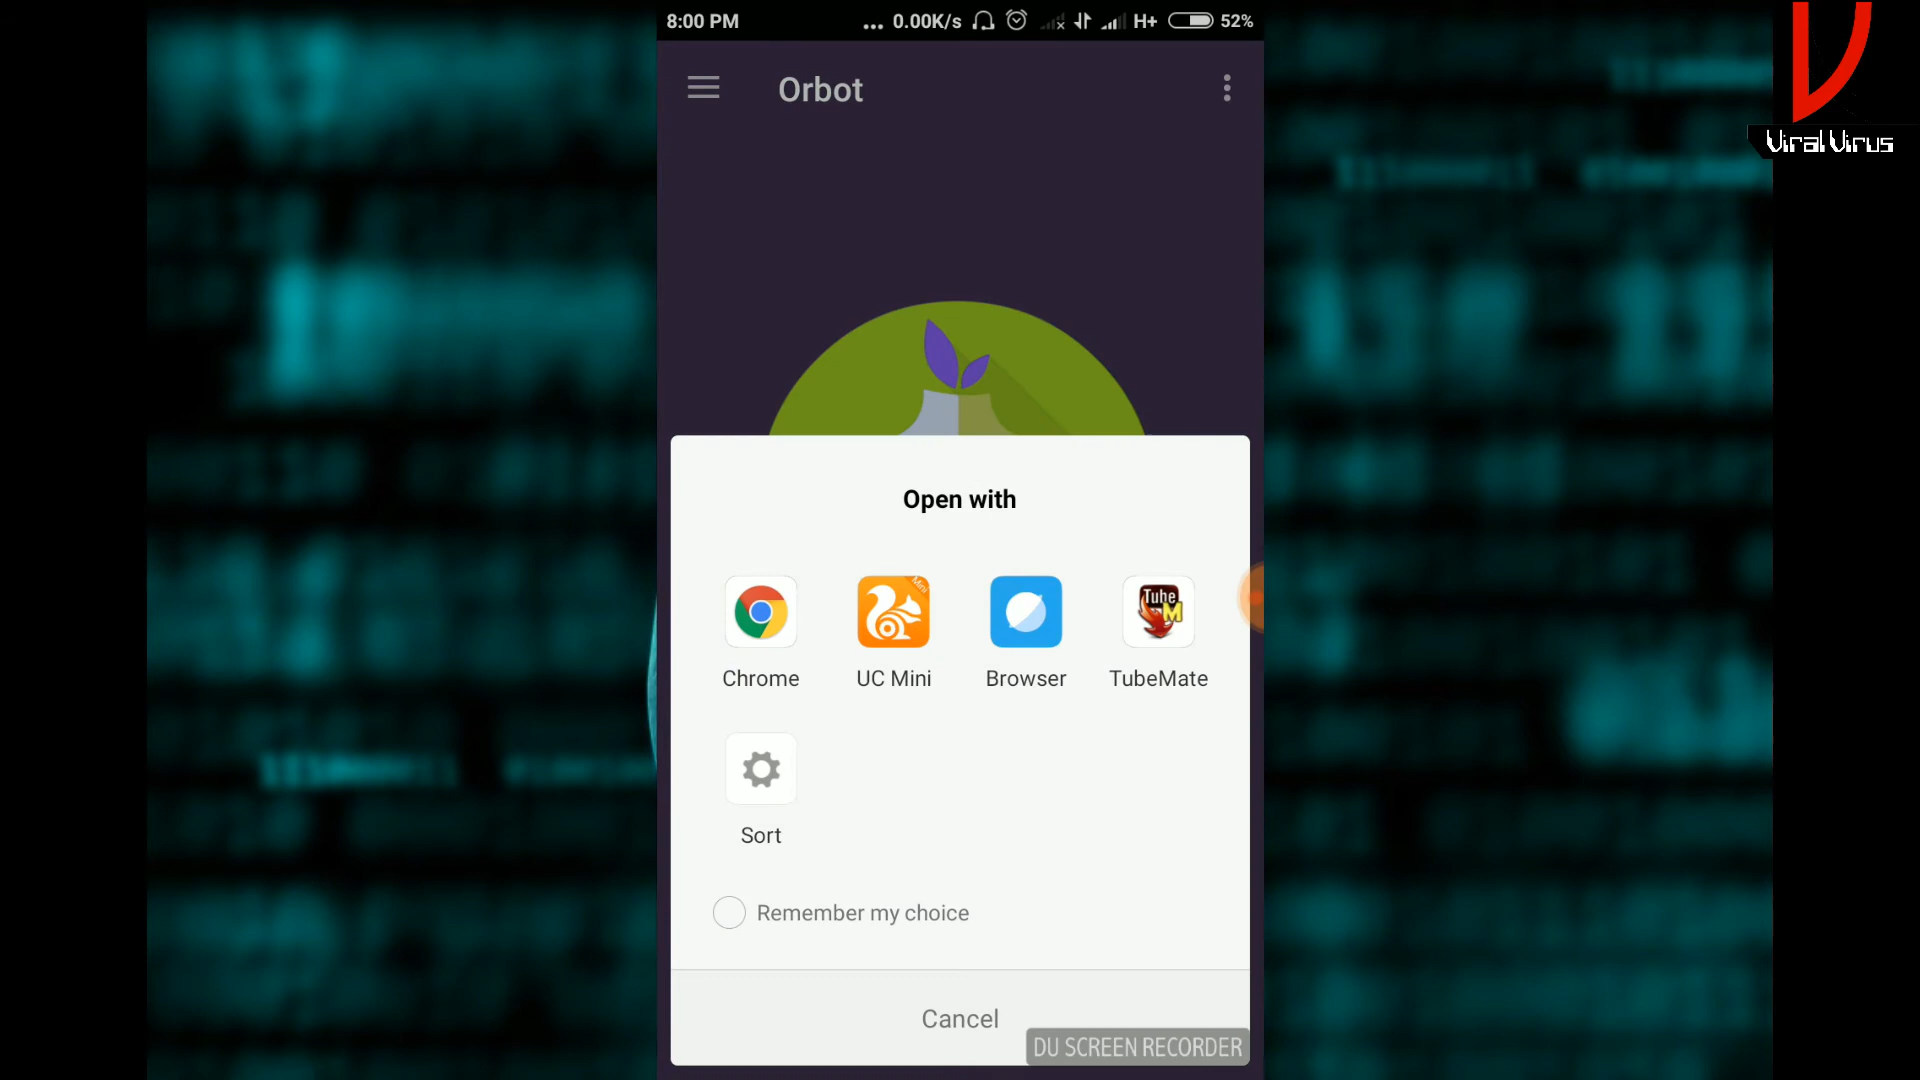 8:00 PM ... 0.00K/s H+ 52%
Orbot
Viral Virus
Open with
Chrome UC Mini Browser TubeMate
Sort
Remember my choice
Cancel
DU SCREEN RECORDER